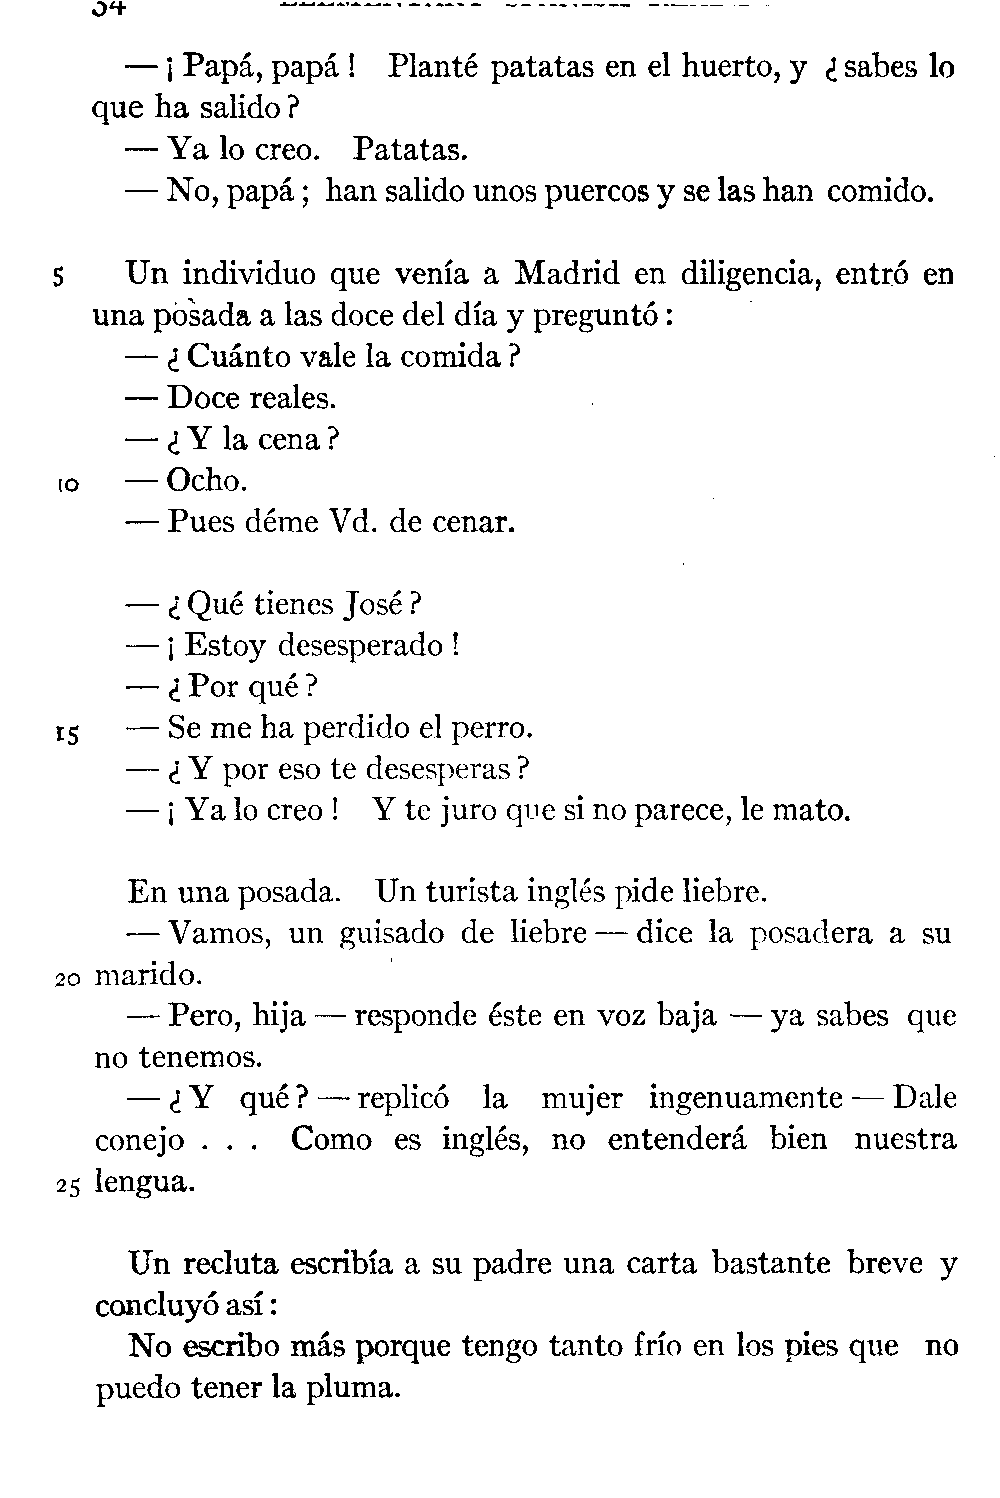 34
— ¡ Papá, papá ! Planté patatas en el huerto, y ¿ sabes lo
que ha salido ?
— Ya lo creo. Patatas.
— No, papá ; han salido unos puercos y se las han comido.
5 Un individuo que venía a Madrid en diligencia, entró en
una posada a las doce del día y preguntó :
— ¿ Cuánto vale la comida ?
— Doce reales.
— ¿ Y la cena ?
10 — Ocho.
— Pues déme Vd. de cenar.
— ¿ Qué tienes José ?
— ¡ Estoy desesperado !
— ¿ Por qué ?
15 — Se me ha perdido el perro.
— ¿ Y por eso te desesperas ?
— ¡ Ya lo creo ! Y te juro que si no parece, le mato.
En una posada. Un turista inglés pide liebre.
— Vamos, un guisado de liebre — dice la posadera a su
20 marido.
— Pero, hija — responde éste en voz baja — ya sabes que
no tenemos.
— ¿ Y qué ? — replicó la mujer ingenuamente — Dale
conejo . . . Como es inglés, no entenderá bien nuestra
25 lengua.
Un recluta escribía a su padre una carta bastante breve y
concluyó así :
No escribo más porque tengo tanto frío en los pies que no
puedo tener la pluma.